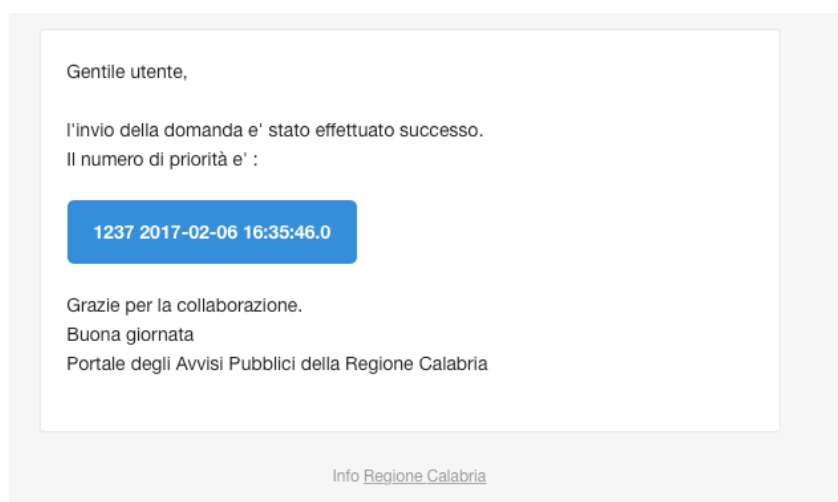 Gentile utente,
l'invio della domanda e' stato effettuato successo.
Il numero di priorità e' :
1237 2017-02-06 16:35:46.0
Grazie per la collaborazione.
Buona giornata
Portale degli Avvisi Pubblici della Regione Calabria
Info Regione Calabria